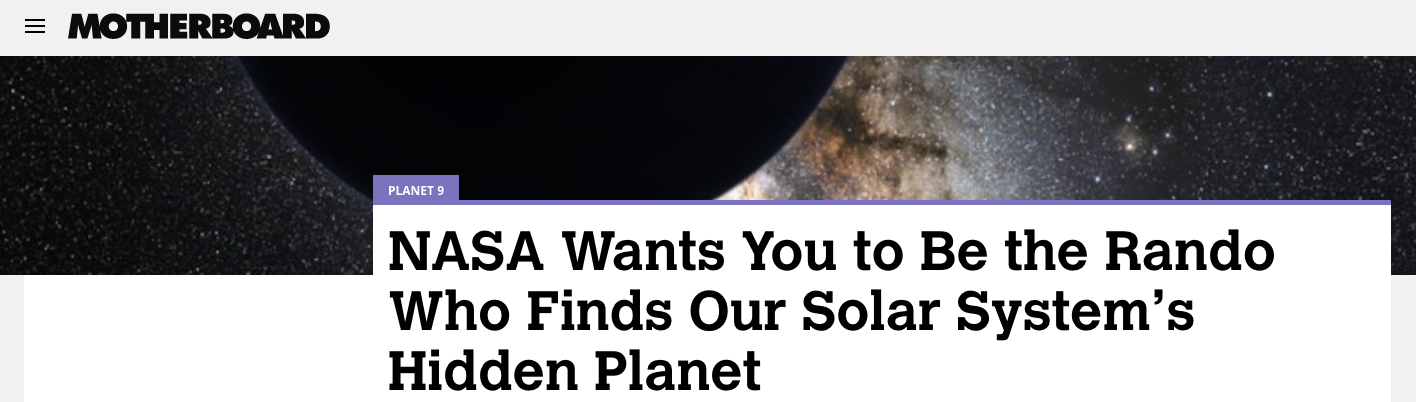 MOTHERBOARD
PLANET 9
NASA Wants You to Be the Rando
Who Finds Our Solar System’s
Hidden Planet